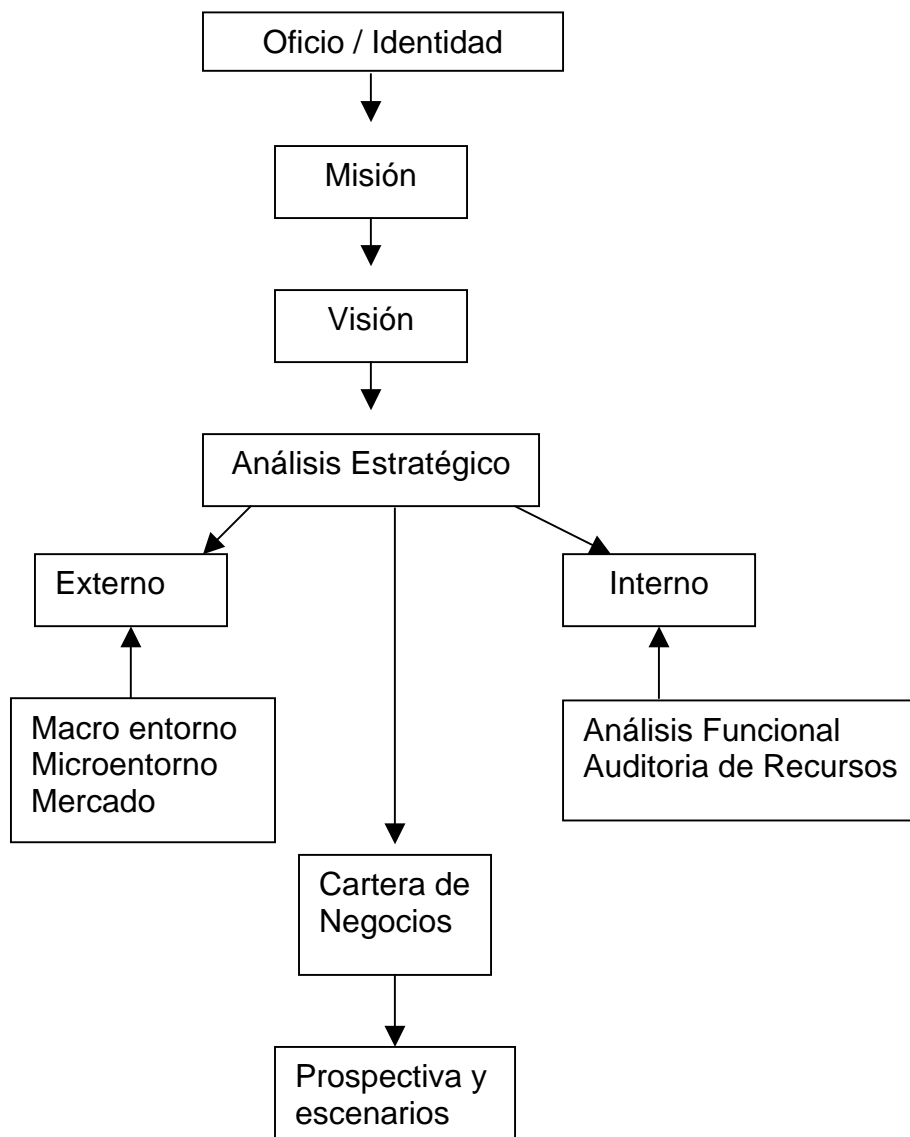 Oficio / Identidad
Misión
Visión
Análisis Estratégico
Externo
Interno
Macro entorno
Microentorno
Mercado
Análisis Funcional
Auditoria de Recursos
Cartera de
Negocios
Prospectiva y
escenarios